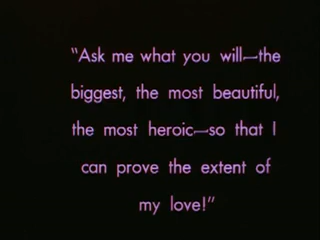 "Ask me what you will—the
biggest, the most beautiful,
the most heroic—so that I
can prove the extent of
my love!"